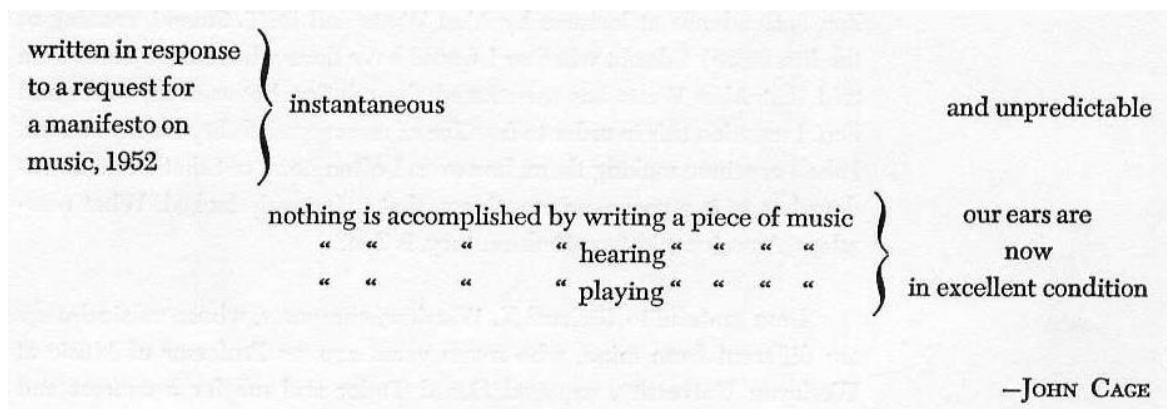 written in response
to a request for
a manifesto on
music, 1952
instantaneous and unpredictable
nothing is accomplished by writing a piece of music
“ “ “ “ hearing “ “ “ “
“ “ “ “ playing “ “ “ “
our ears are
now
in excellent condition
—JOHN CAGE